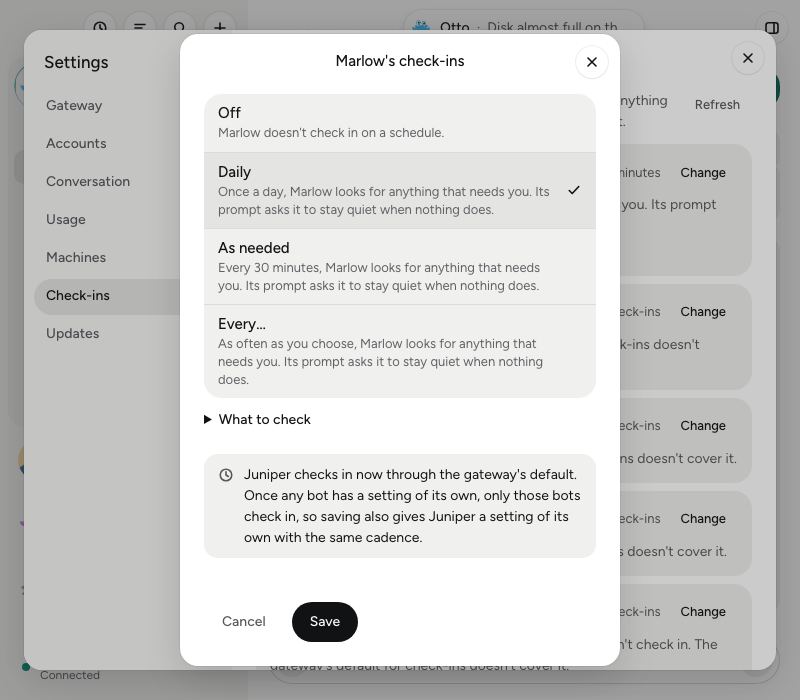 Otto · Disk almost full on th
Settings
Gateway
Accounts
Conversation
Usage
Machines
Check-ins
Updates
Connected
Marlow's check-ins
Off
Marlow doesn't check in on a schedule.
Daily
Once a day, Marlow looks for anything that needs you. Its
prompt asks it to stay quiet when nothing does.
As needed
Every 30 minutes, Marlow looks for anything that needs
you. Its prompt asks it to stay quiet when nothing does.
Every...
As often as you choose, Marlow looks for anything that
needs you. Its prompt asks it to stay quiet when nothing
does.
What to check
Juniper checks in now through the gateway's default.
Once any bot has a setting of its own, only those bots
check in, so saving also gives Juniper a setting of its
own with the same cadence.
Cancel
Save
nything
Refresh
t.
minutes
Change
you. Its prompt
eck-ins
Change
k-ins doesn't
eck-ins
Change
ns doesn't cover it.
eck-ins
Change
s doesn't cover it.
eck-ins
Change
n't check in. The
gateway's default for check-ins doesn't cover it.